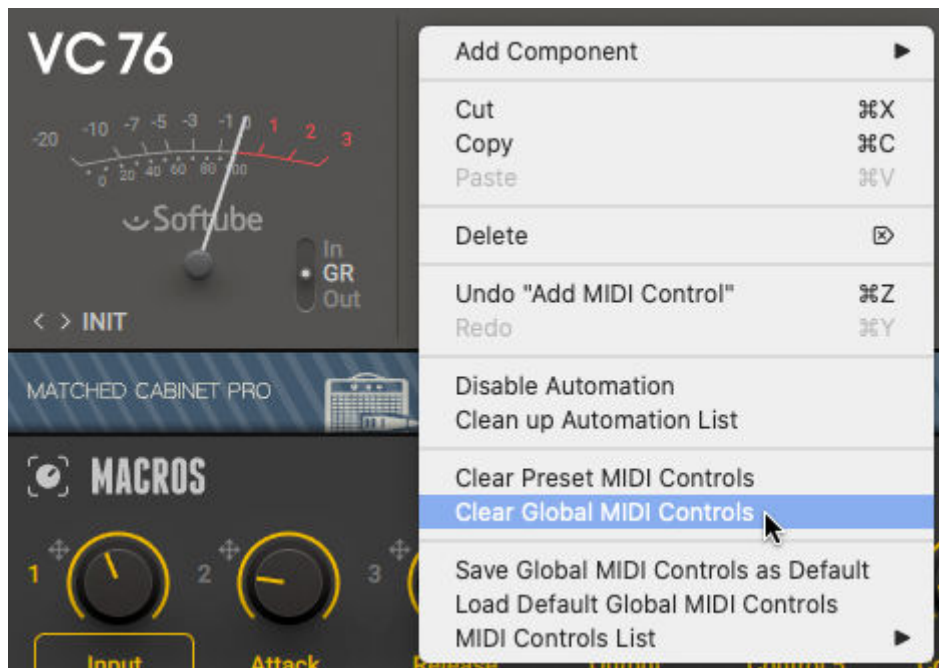 VC 76
-20 -10 -7 -5 -3 -1 0 1 2 3
0 20 40 60 80 100
Softube
In
GR
Out
< > INIT
MATCHED CABINET PRO
MACROS
1 2 3
Input Attack Release
Add Component
Cut ⌘X
Copy ⌘C
Paste ⌘V
Delete ⌦
Undo "Add MIDI Control" ⌘Z
Redo ⌘Y
Disable Automation
Clean up Automation List
Clear Preset MIDI Controls
Clear Global MIDI Controls
Save Global MIDI Controls as Default
Load Default Global MIDI Controls
MIDI Controls List